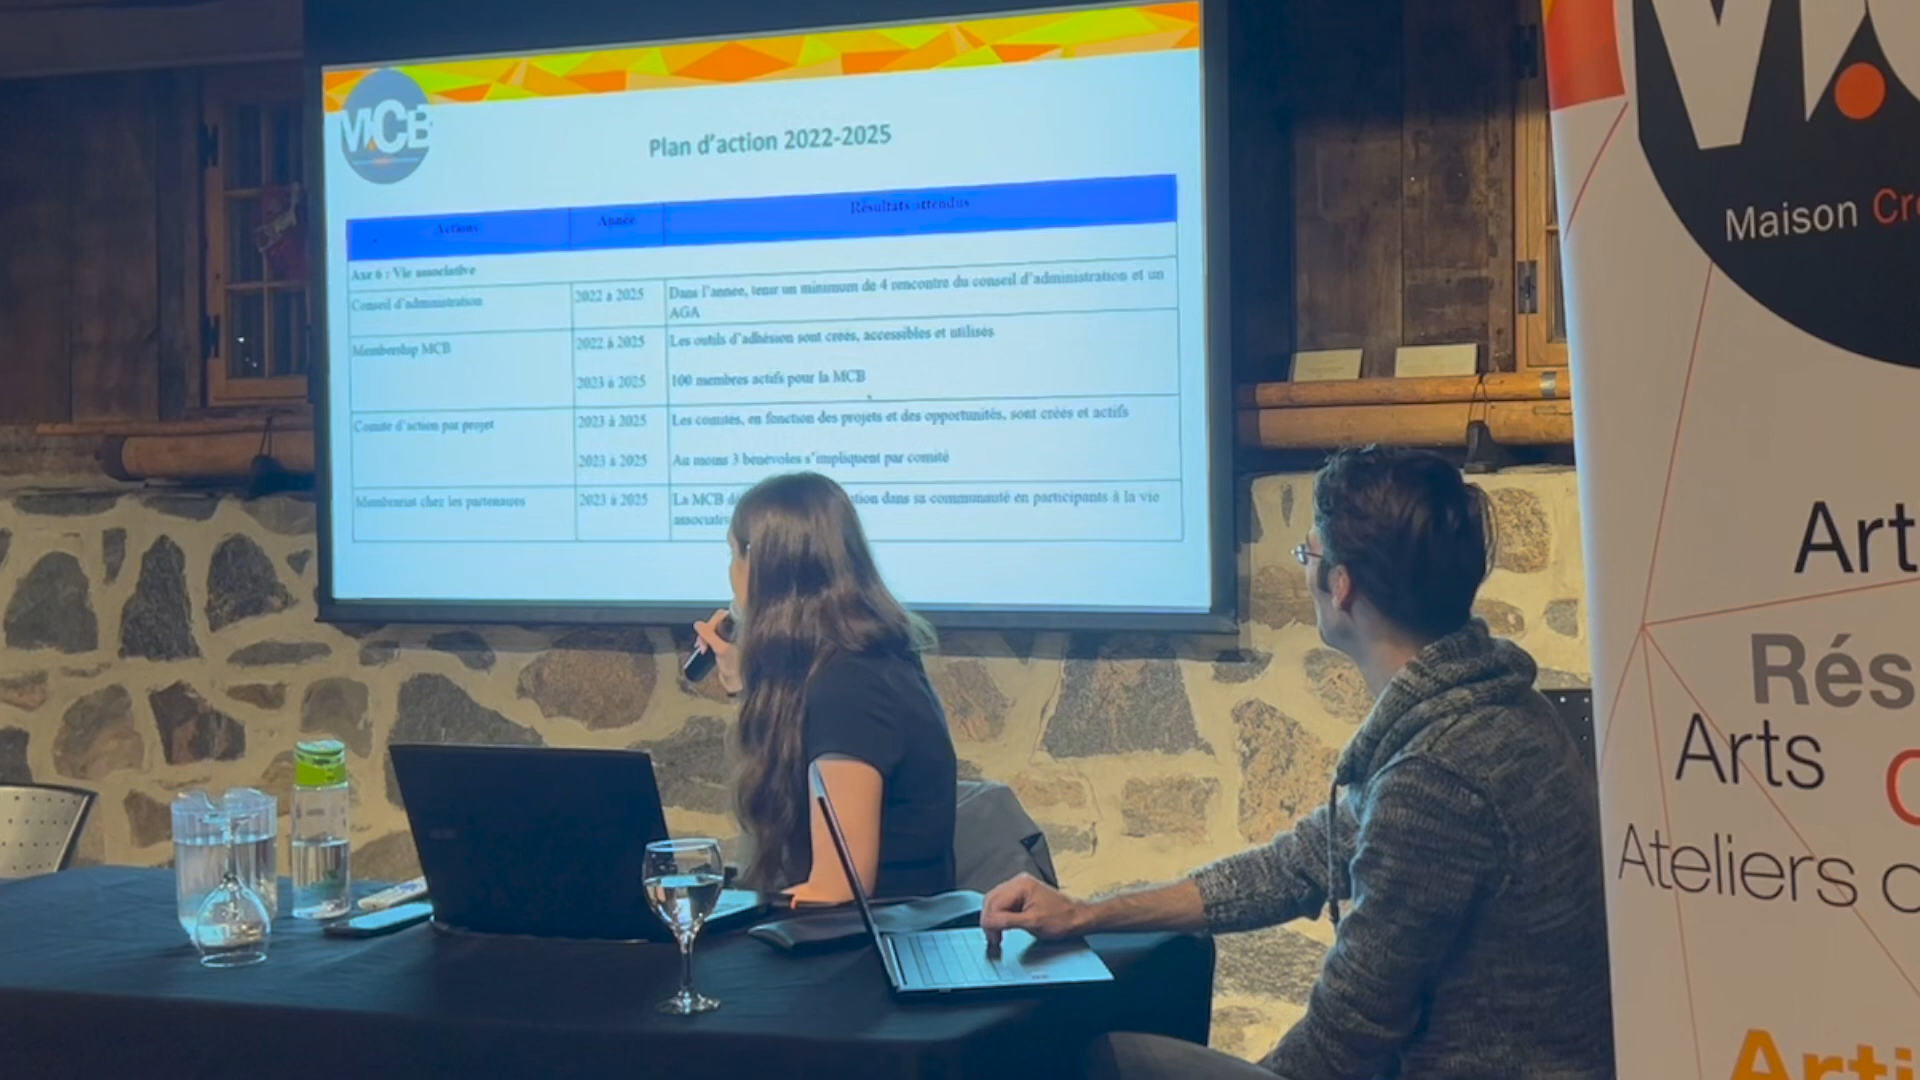 MCB
Plan d'action 2022-2025
Actions
Année
Résultats attendus
Axe 6 : Vie associative
Conseil d'administration
2022 à 2025
Dans l'année, tenir un minimum de 4 rencontre du conseil d'administration et un
AGA
Membership MCB
2022 à 2025
Les outils d'adhésion sont créés, accessibles et utilisés
2023 à 2025
100 membres actifs pour la MCB
Comité d'action par projet
2023 à 2025
Les comités, en fonction des projets et des opportunités, sont créés et actifs
2023 à 2025
Au moins 3 bénévoles s'impliquent par comité
Membrariat chez les partenaires
2023 à 2025
La MCB
tion dans sa communauté en participants à la vie
Maison Cr
Art
Rés
Arts
Ateliers
Arti